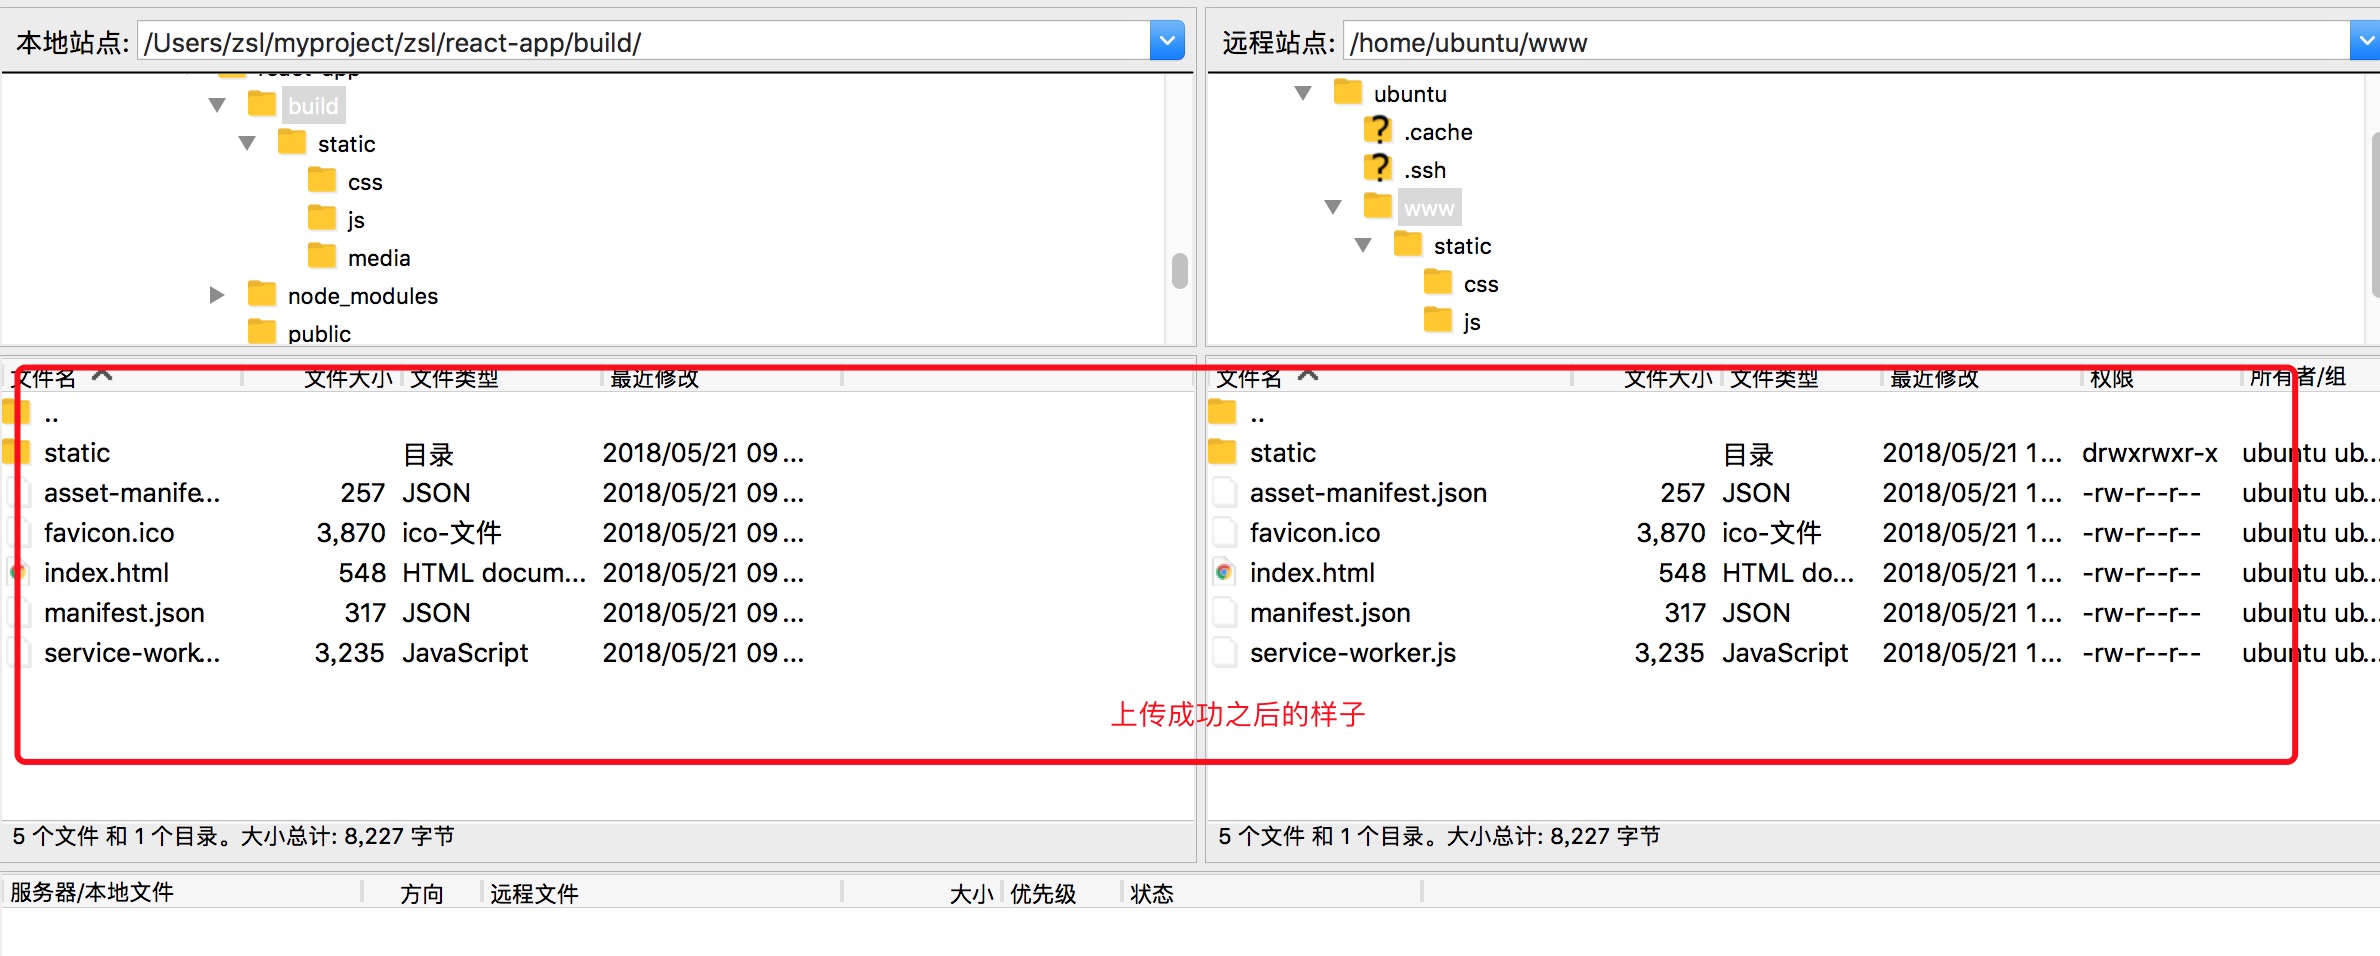 本地站点: /Users/zsl/myproject/zsl/react-app/build/
react-app
build
static
css
js
media
node_modules
public
文件名 文件大小 文件类型 最近修改
..
static 目录 2018/05/21 09...
asset-manife... 257 JSON 2018/05/21 09...
favicon.ico 3,870 ico-文件 2018/05/21 09...
index.html 548 HTML docum... 2018/05/21 09...
manifest.json 317 JSON 2018/05/21 09...
service-work... 3,235 JavaScript 2018/05/21 09...
5 个文件 和 1 个目录。大小总计: 8,227 字节
远程站点: /home/ubuntu/www
ubuntu
.cache
.ssh
www
static
css
js
文件名 文件大小 文件类型 最近修改 权限 所有者/组
..
static 目录 2018/05/21 1... drwxrwxr-x ubuntu ub...
asset-manifest.json 257 JSON 2018/05/21 1... -rw-r--r-- ubuntu ub...
favicon.ico 3,870 ico-文件 2018/05/21 1... -rw-r--r-- ubuntu ub...
index.html 548 HTML do... 2018/05/21 1... -rw-r--r-- ubuntu ub...
manifest.json 317 JSON 2018/05/21 1... -rw-r--r-- ubuntu ub...
service-worker.js 3,235 JavaScript 2018/05/21 1... -rw-r--r-- ubuntu ub...
上传成功之后的样子
5 个文件 和 1 个目录。大小总计: 8,227 字节
服务器/本地文件 方向 远程文件 大小 优先级 状态